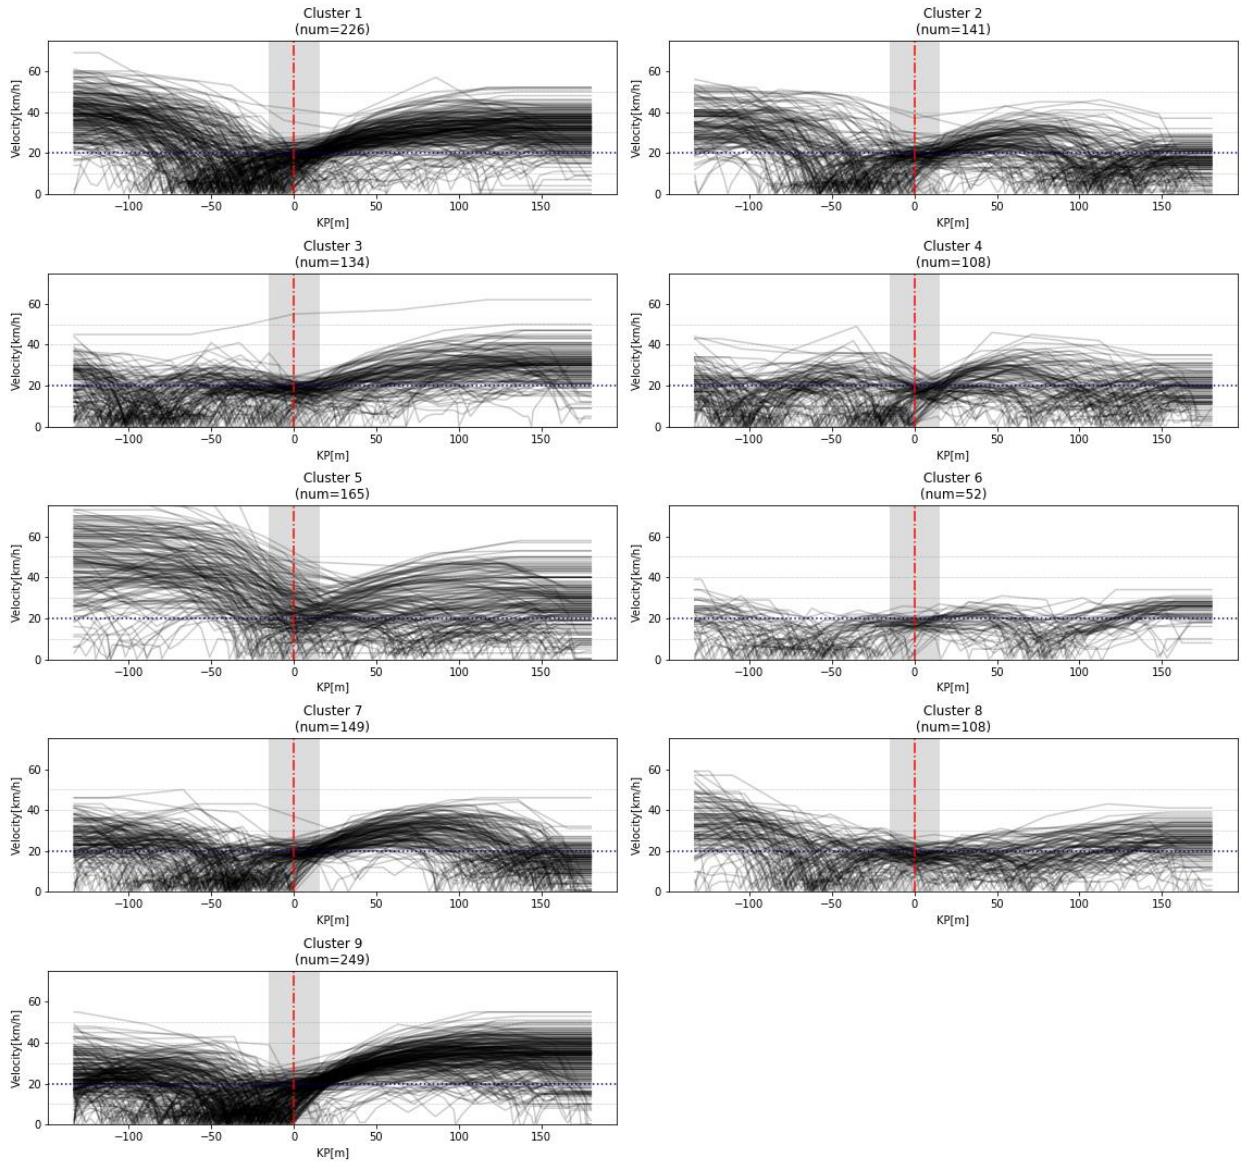 Cluster 1
(num=226)
Velocity[km/h]
60
40
20
0
−100 −50 0 50 100 150
KP[m]
Cluster 2
(num=141)
Velocity[km/h]
60
40
20
0
−100 −50 0 50 100 150
KP[m]
Cluster 3
(num=134)
Velocity[km/h]
60
40
20
0
−100 −50 0 50 100 150
KP[m]
Cluster 4
(num=108)
Velocity[km/h]
60
40
20
0
−100 −50 0 50 100 150
KP[m]
Cluster 5
(num=165)
Velocity[km/h]
60
40
20
0
−100 −50 0 50 100 150
KP[m]
Cluster 6
(num=52)
Velocity[km/h]
60
40
20
0
−100 −50 0 50 100 150
KP[m]
Cluster 7
(num=149)
Velocity[km/h]
60
40
20
0
−100 −50 0 50 100 150
KP[m]
Cluster 8
(num=108)
Velocity[km/h]
60
40
20
0
−100 −50 0 50 100 150
KP[m]
Cluster 9
(num=249)
Velocity[km/h]
60
40
20
0
−100 −50 0 50 100 150
KP[m]